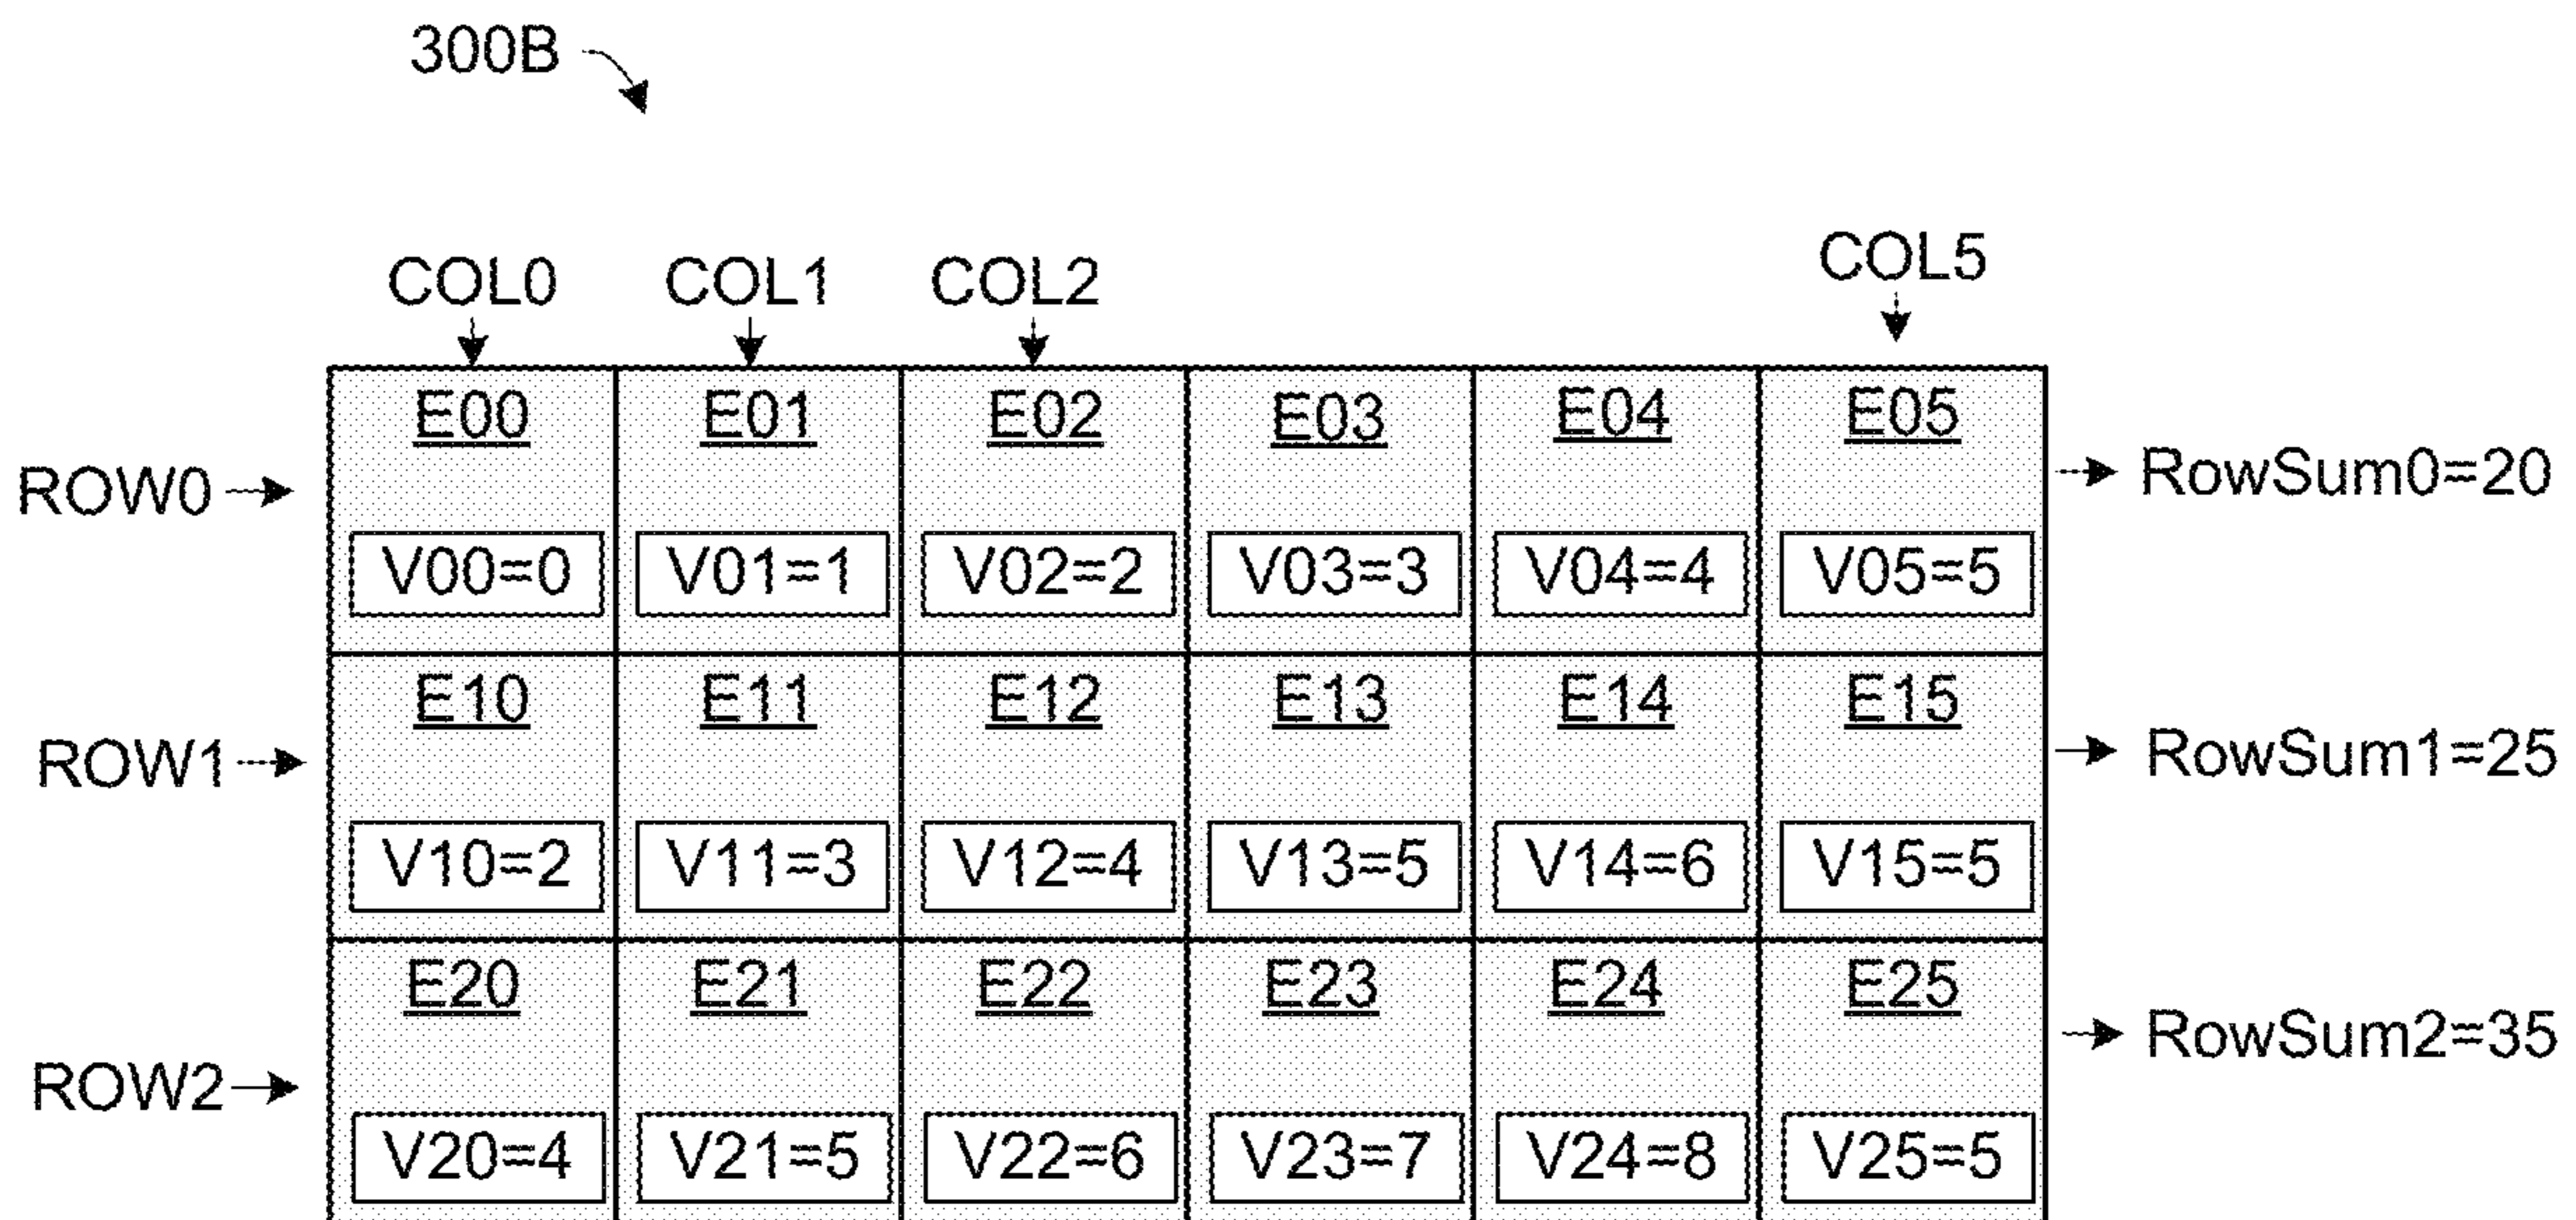 300B
COL0 COL1 COL2 COL5
E00 E01 E02 E03 E04 E05
ROW0 RowSum0=20
V00=0 V01=1 V02=2 V03=3 V04=4 V05=5
E10 E11 E12 E13 E14 E15
ROW1 RowSum1=25
V10=2 V11=3 V12=4 V13=5 V14=6 V15=5
E20 E21 E22 E23 E24 E25
ROW2 RowSum2=35
V20=4 V21=5 V22=6 V23=7 V24=8 V25=5